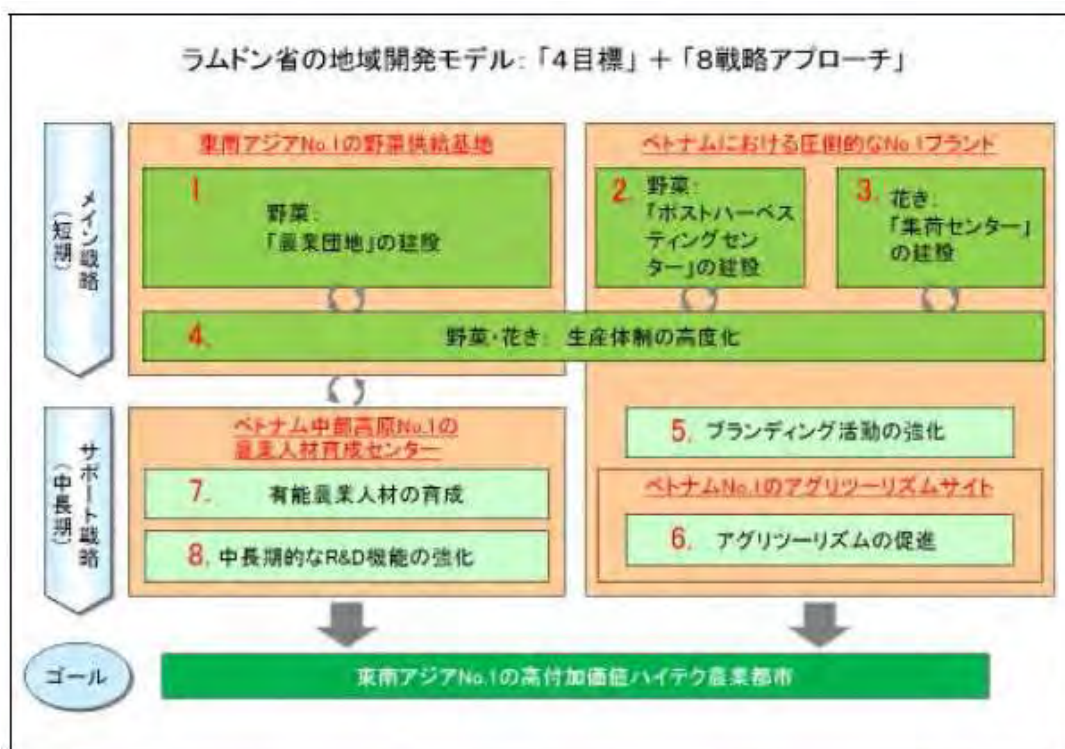 ラムドン省の地域開発モデル：「４目標」＋「８戦略アプローチ」
メイン戦略
（短期）
東南アジアNo.1の野菜供給基地
1
野菜：
「農業団地」の建設
ベトナムにおける圧倒的なNo.1ブランド
2.
野菜：
「ポストハーベス
ティングセン
ター」の建設
3.
花き：
「集荷センター」
の建設
4.
野菜・花き： 生産体制の高度化
サポート戦略
（中長期）
ベトナム中部高原No.1の
農業人材育成センター
7. 有能農業人材の育成
8. 中長期的なR&D機能の強化
5. ブランディング活動の強化
ベトナムNo.1のアグリツーリズムサイト
6. アグリツーリズムの促進
ゴール
東南アジアNo.1の高付加価値ハイテク農業都市